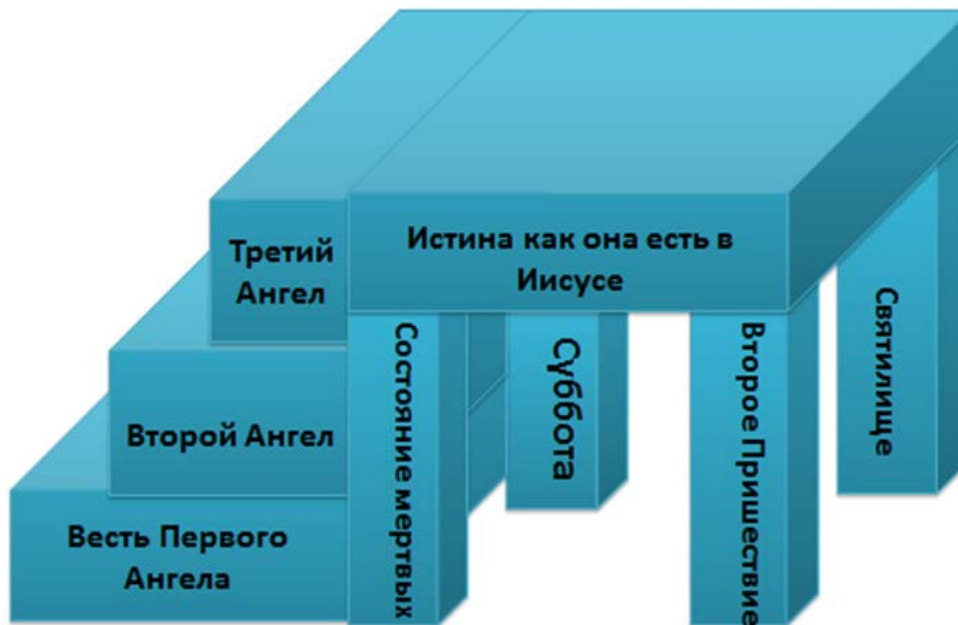 Третий
Ангел
Истина как она есть в
Иисусе
Второй Ангел
Весть Первого
Ангела
Состояние мертвых
Суббота
Второе Пришествие
Святилище